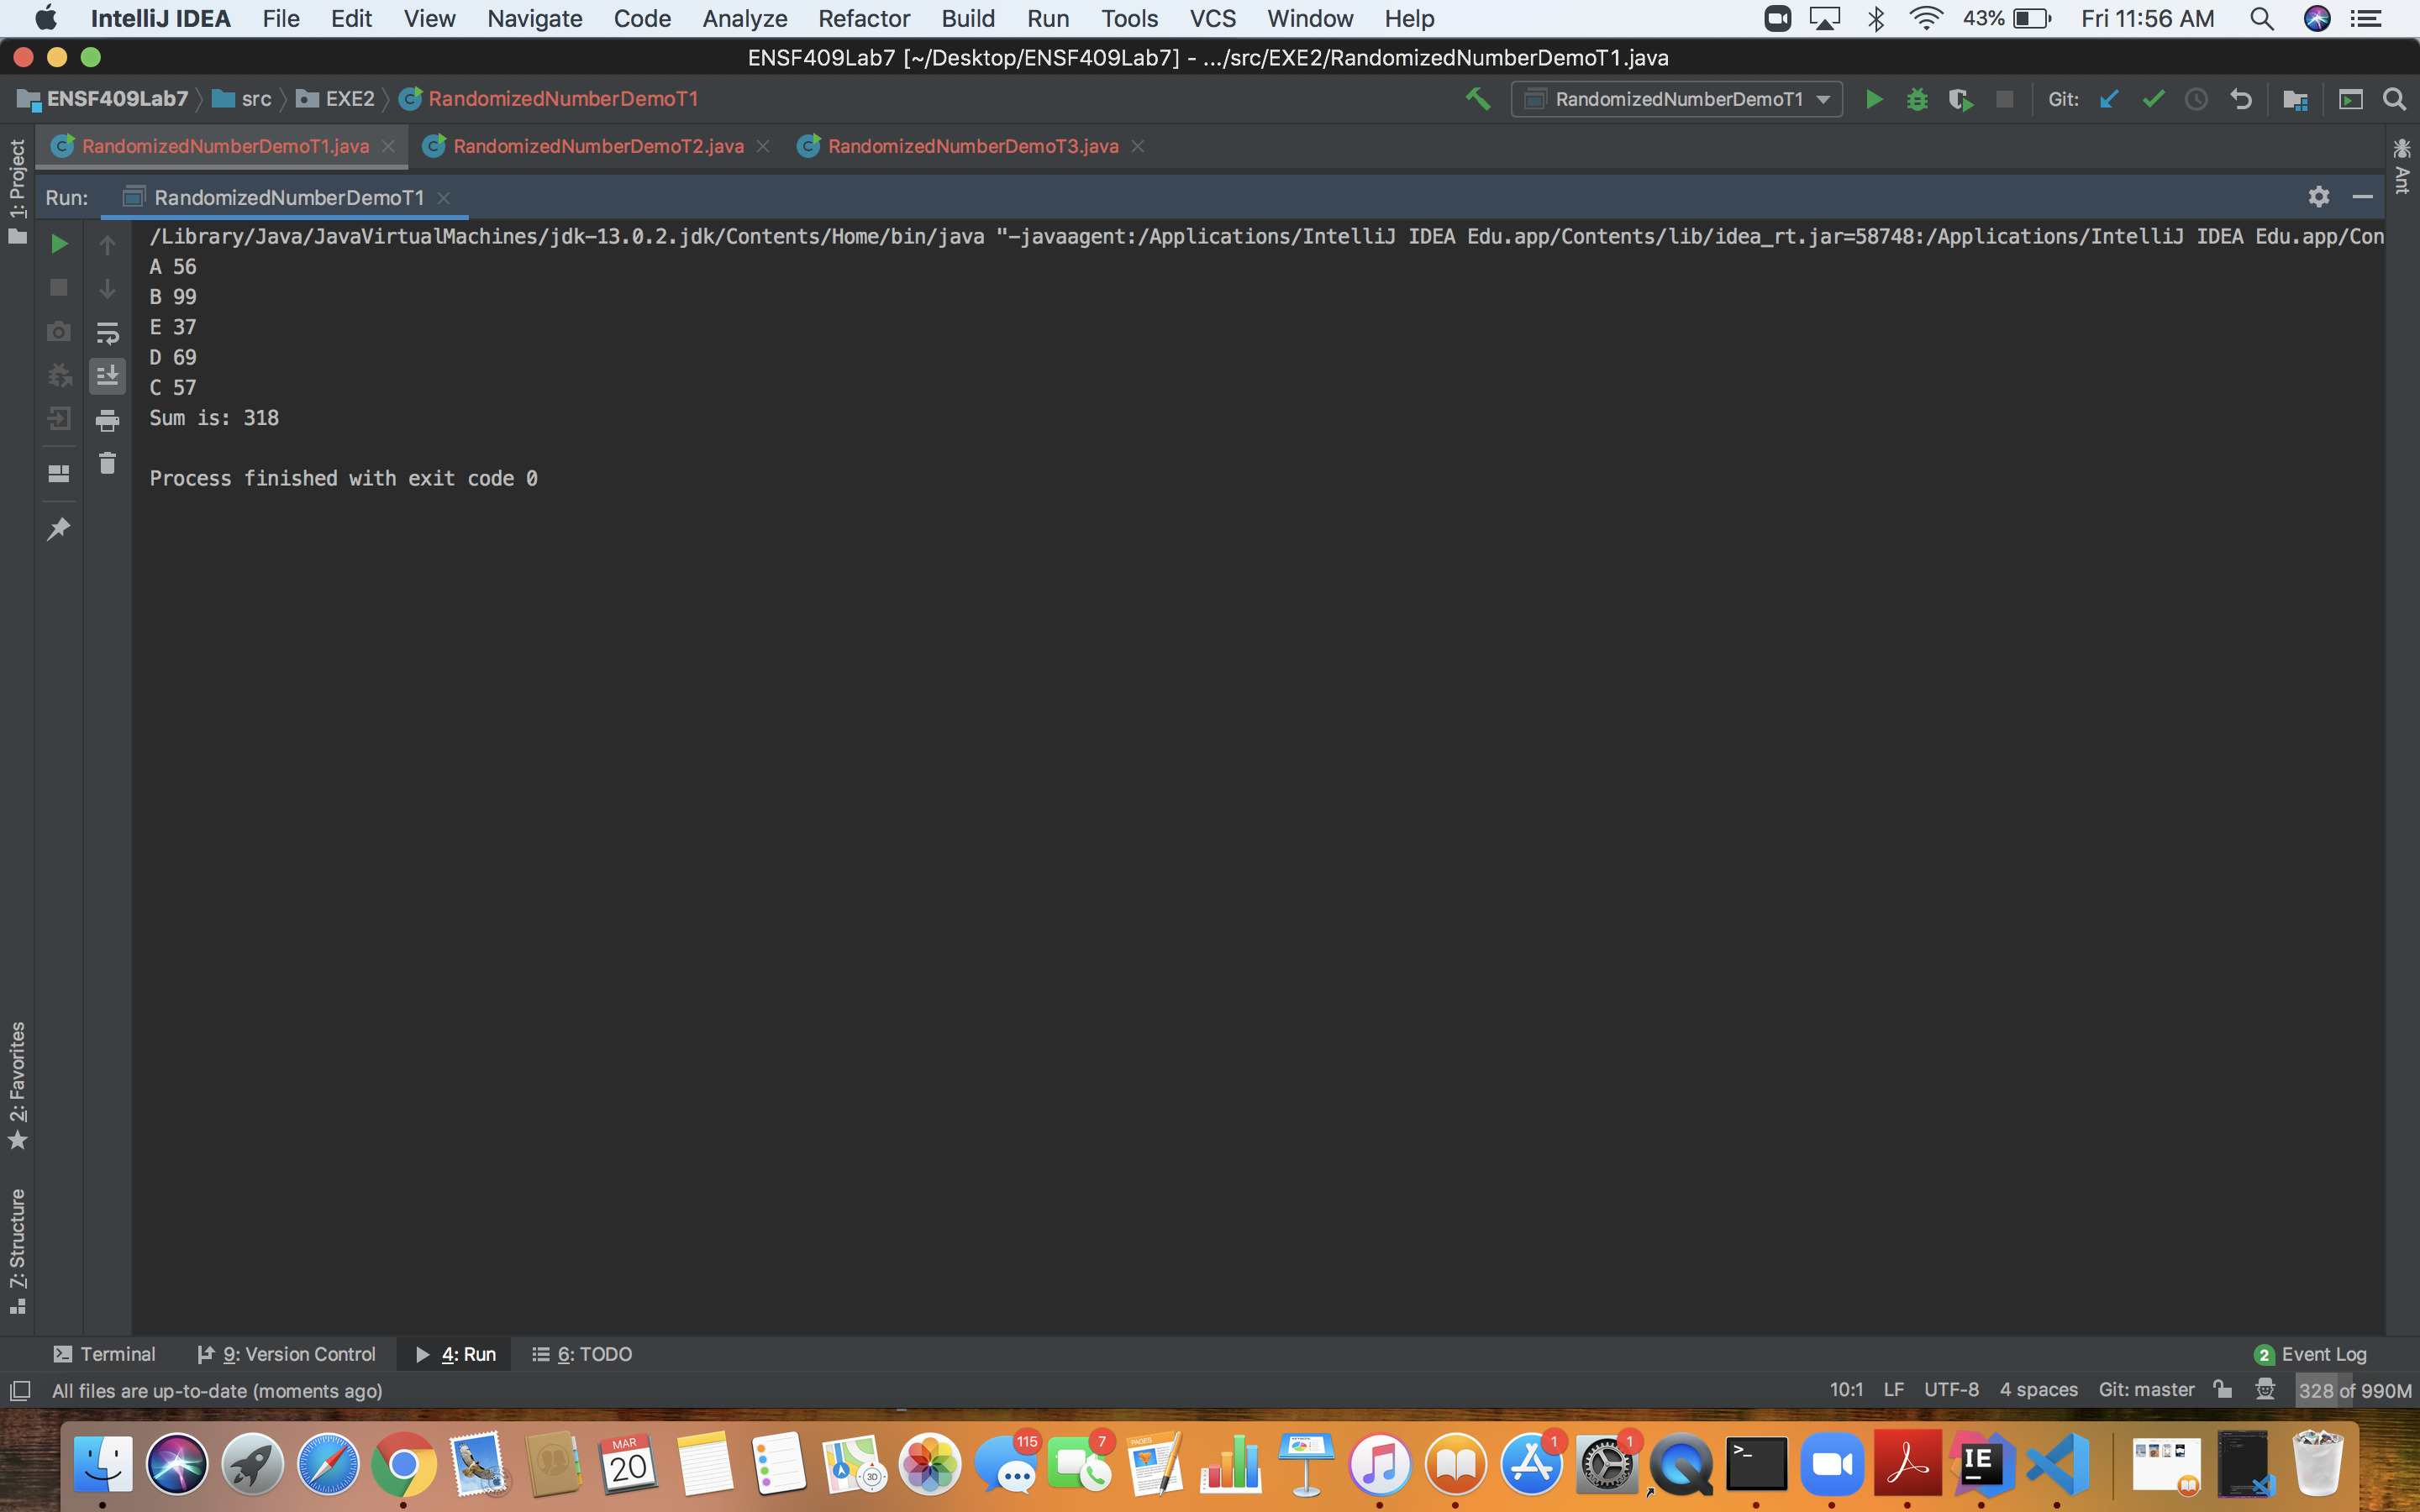 IntelliJ IDEA File Edit View Navigate Code Analyze Refactor Build Run Tools VCS Window Help 43% Fri 11:56 AM
ENSF409Lab7 [~/Desktop/ENSF409Lab7] - .../src/EXE2/RandomizedNumberDemoT1.java
ENSF409Lab7 src EXE2 RandomizedNumberDemoT1 RandomizedNumberDemoT1 Git:
RandomizedNumberDemoT1.java RandomizedNumberDemoT2.java RandomizedNumberDemoT3.java
1: Project
Ant
Run: RandomizedNumberDemoT1
/Library/Java/JavaVirtualMachines/jdk-13.0.2.jdk/Contents/Home/bin/java "-javaagent:/Applications/IntelliJ IDEA Edu.app/Contents/lib/idea_rt.jar=58748:/Applications/IntelliJ IDEA Edu.app/Con
A 56
B 99
E 37
D 69
C 57
Sum is: 318
Process finished with exit code 0
2: Favorites
7: Structure
Terminal 9: Version Control 4: Run 6: TODO 2 Event Log
All files are up-to-date (moments ago) 10:1 LF UTF-8 4 spaces Git: master 328 of 990M
MAR
20
3D
115
7
PAGES
1
1
>_
IE